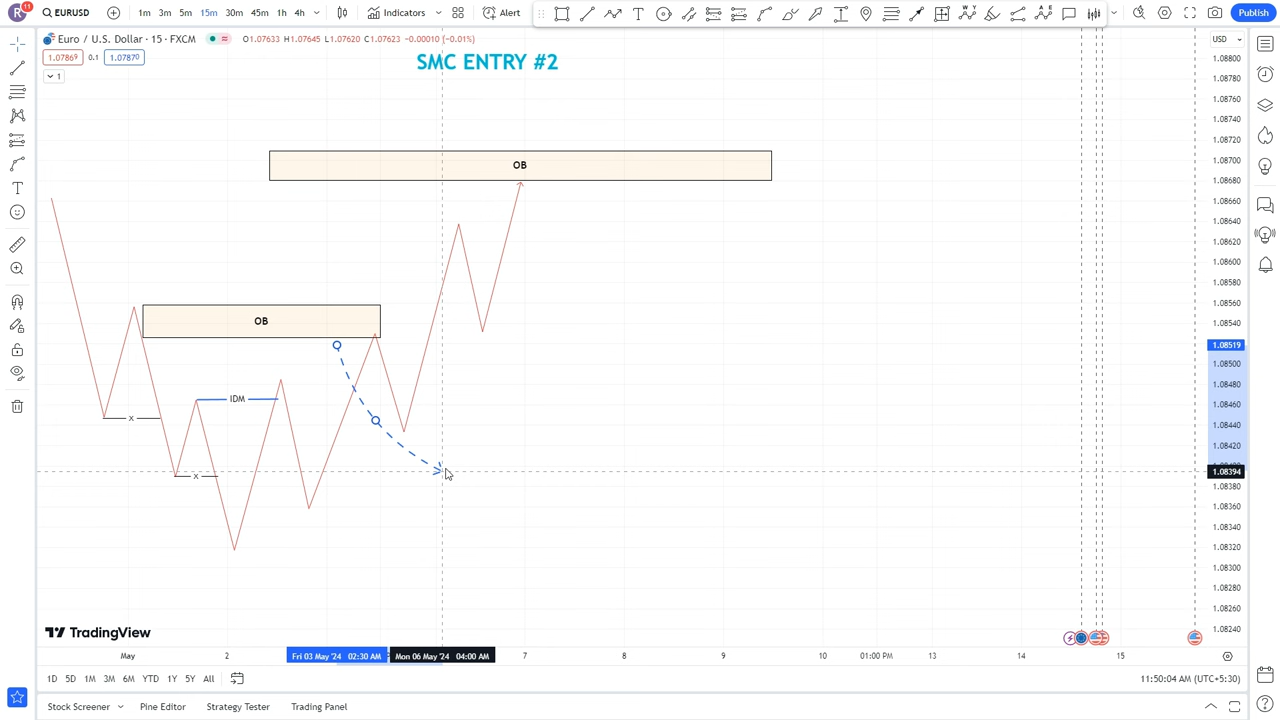 R 11 EURUSD 1m 3m 5m 15m 30m 45m 1h 4h Indicators Alert Publish
Euro / U.S. Dollar · 15 · FXCM O1.07633 H1.07645 L1.07620 C1.07623 −0.00010 (−0.01%)
1.07869 0.1 1.07870
1
SMC ENTRY #2
USD
1.08800
1.08780
1.08760
1.08740
1.08720
1.08700
1.08680
1.08660
1.08640
1.08620
1.08600
1.08580
1.08560
1.08540
1.08519
1.08500
1.08480
1.08460
1.08440
1.08420
1.08394
1.08380
1.08360
1.08340
1.08320
1.08300
1.08280
1.08260
1.08240
OB
OB
IDM
x
x
TradingView
May 2 Fri 03 May '24 02:30 AM Mon 06 May '24 04:00 AM 7 8 9 10 01:00 PM 13 14 15
1D 5D 1M 3M 6M YTD 1Y 5Y All 11:50:04 AM (UTC+5:30)
Stock Screener Pine Editor Strategy Tester Trading Panel